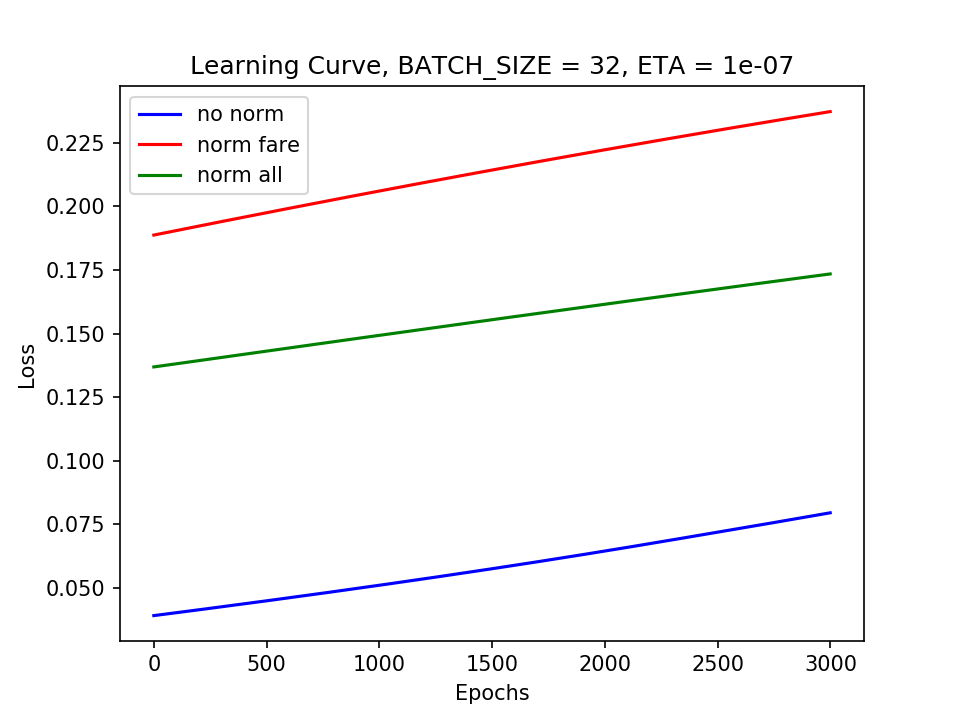 Learning Curve, BATCH_SIZE = 32, ETA = 1e-07
no norm
norm fare
norm all
0.225
0.200
0.175
0.150
0.125
0.100
0.075
0.050
Loss
0 500 1000 1500 2000 2500 3000
Epochs